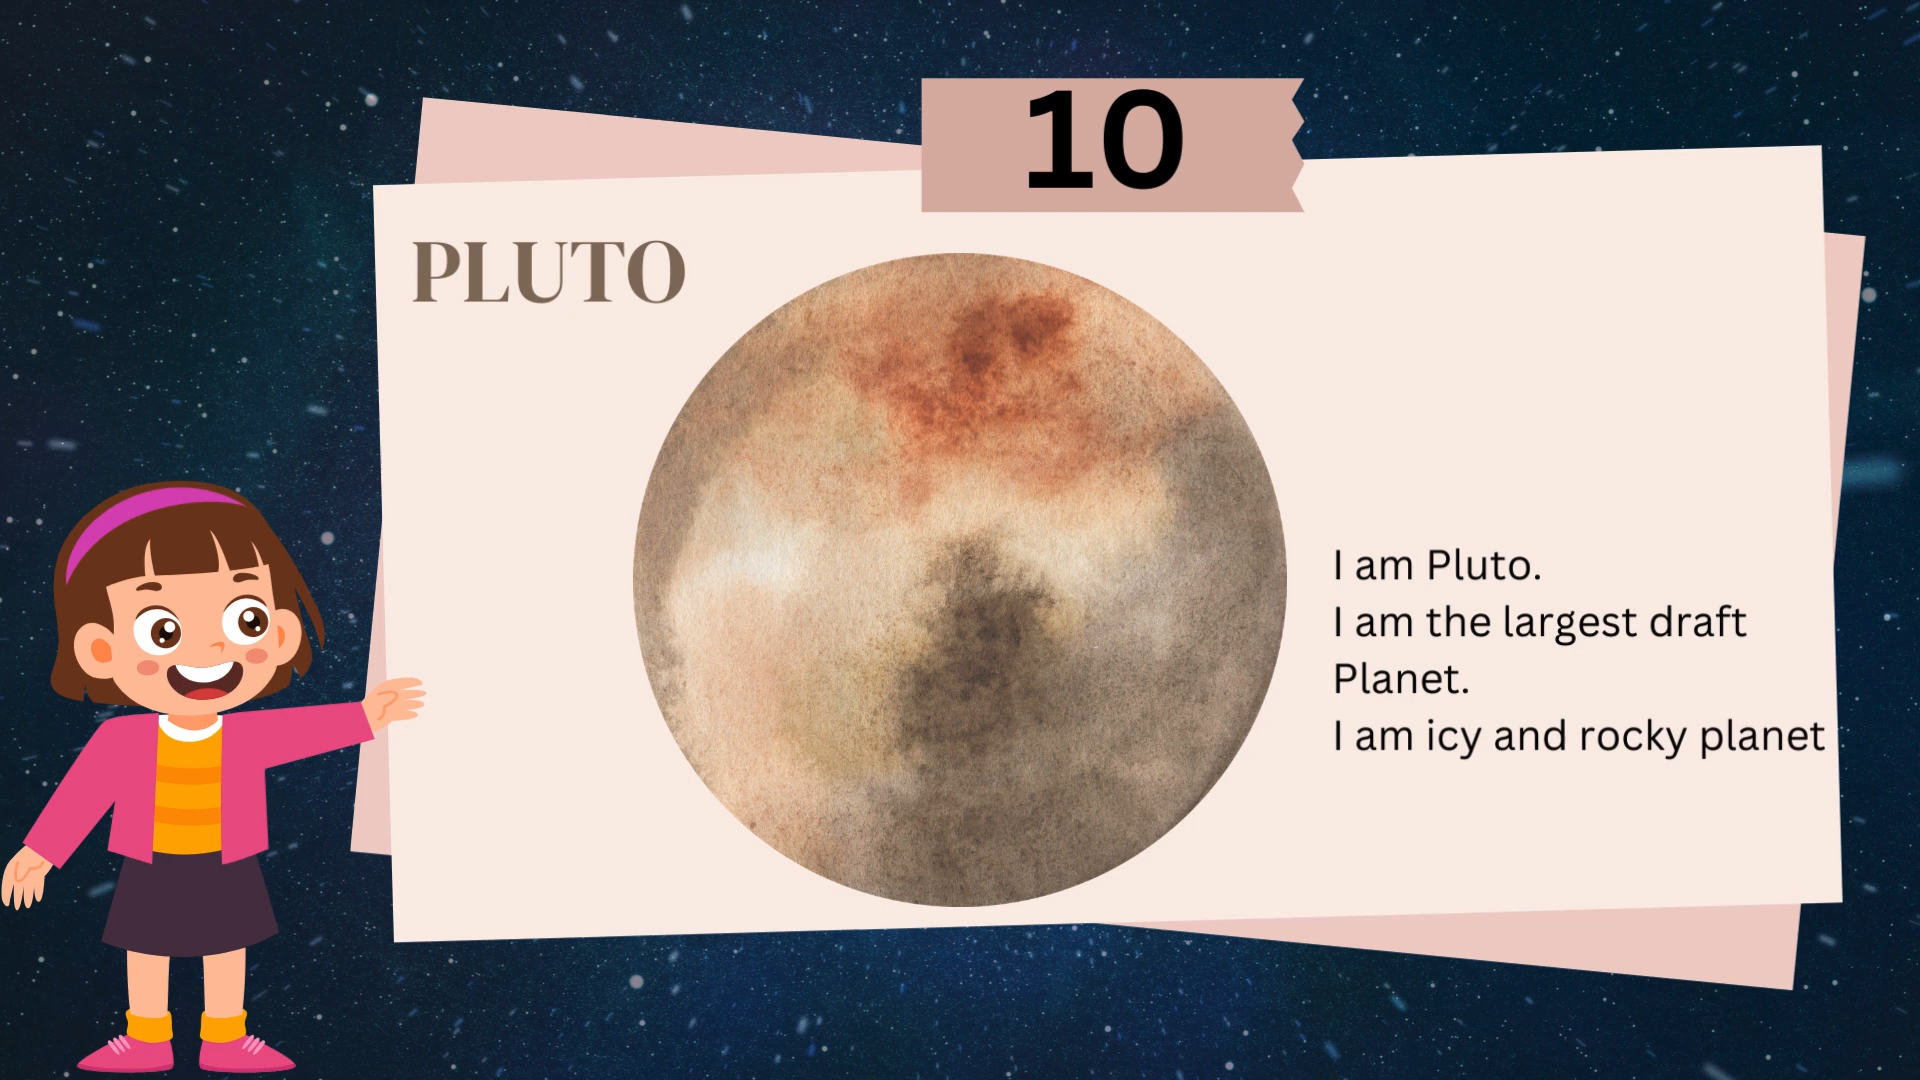 10
PLUTO
I am Pluto.
I am the largest draft
Planet.
I am icy and rocky planet